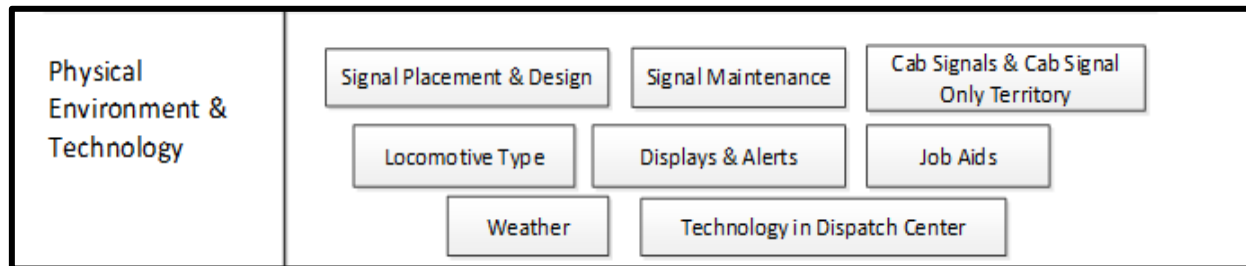 Physical
Environment &
Technology
Signal Placement & Design
Signal Maintenance
Cab Signals & Cab Signal
Only Territory
Locomotive Type
Displays & Alerts
Job Aids
Weather
Technology in Dispatch Center